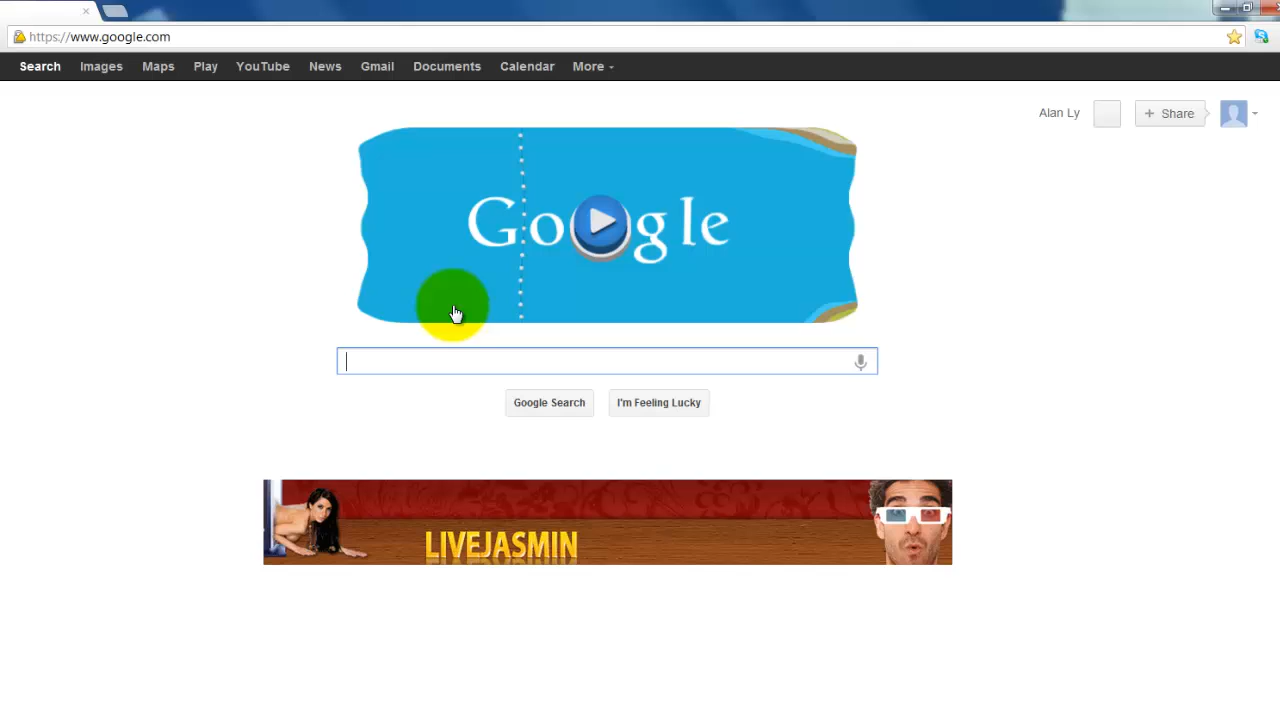 https://www.google.com
Search Images Maps Play YouTube News Gmail Documents Calendar More
Alan Ly + Share
Google
Google Search I'm Feeling Lucky
LIVEJASMIN